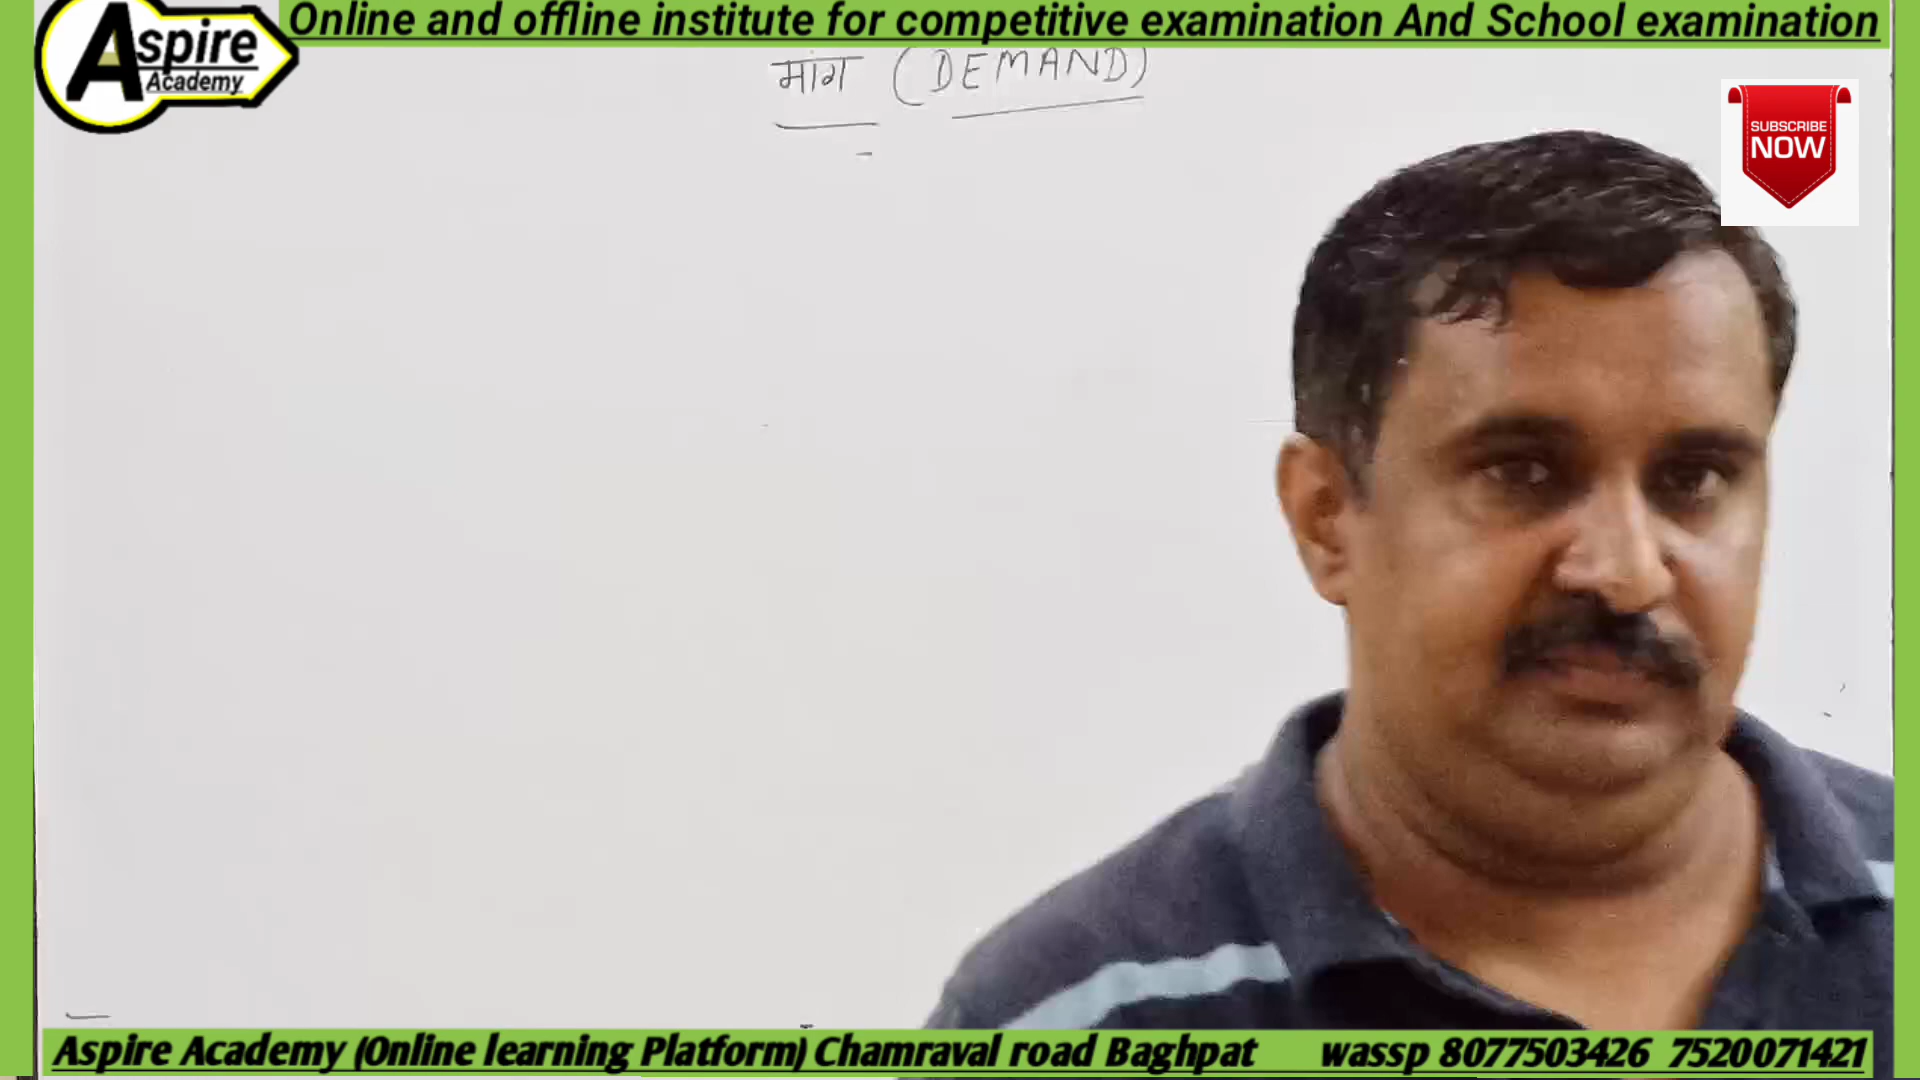 Online and offline institute for competitive examination And School examination
Aspire
Academy
मांग (DEMAND)
SUBSCRIBE
NOW
Aspire Academy (Online learning Platform) Chamraval road Baghpat wassp 8077503426 7520071421